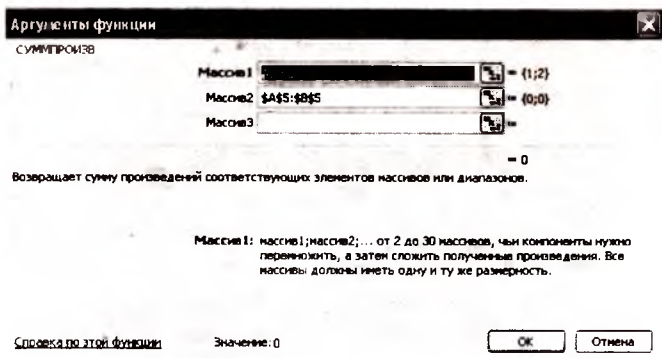 Аргументы функции
СУММПРОИЗВ
Массив1 = {1;2}
Массив2 $A$5:$B$5 = {0;0}
Массив3 =
= 0
Возвращает сумму произведений соответствующих элементов массивов или диапазонов.
Массив1: массив1;массив2;... от 2 до 30 массивов, чьи компоненты нужно
перемножить, а затем сложить полученные произведения. Все
массивы должны иметь одну и ту же размерность.
Справка по этой функции Значение:0 ОК Отмена